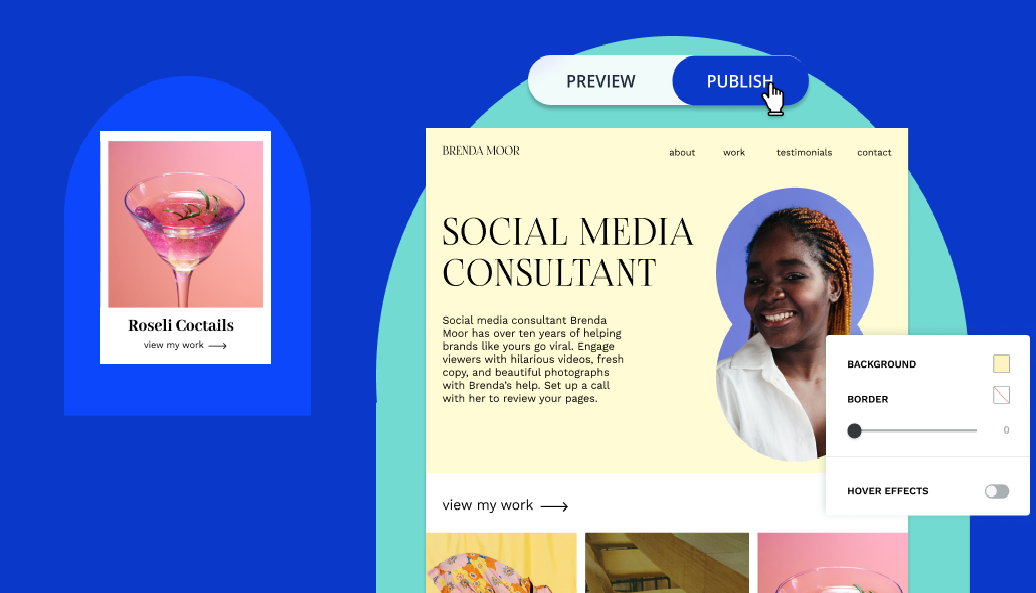 PREVIEW
PUBLISH
BRENDA MOOR
about
work
testimonials
contact
SOCIAL MEDIA
CONSULTANT
Social media consultant Brenda
Moor has over ten years of helping
brands like yours go viral. Engage
viewers with hilarious videos, fresh
copy, and beautiful photographs
with Brenda's help. Set up a call
with her to review your pages.
view my work
Roseli Coctails
view my work
BACKGROUND
BORDER
0
HOVER EFFECTS